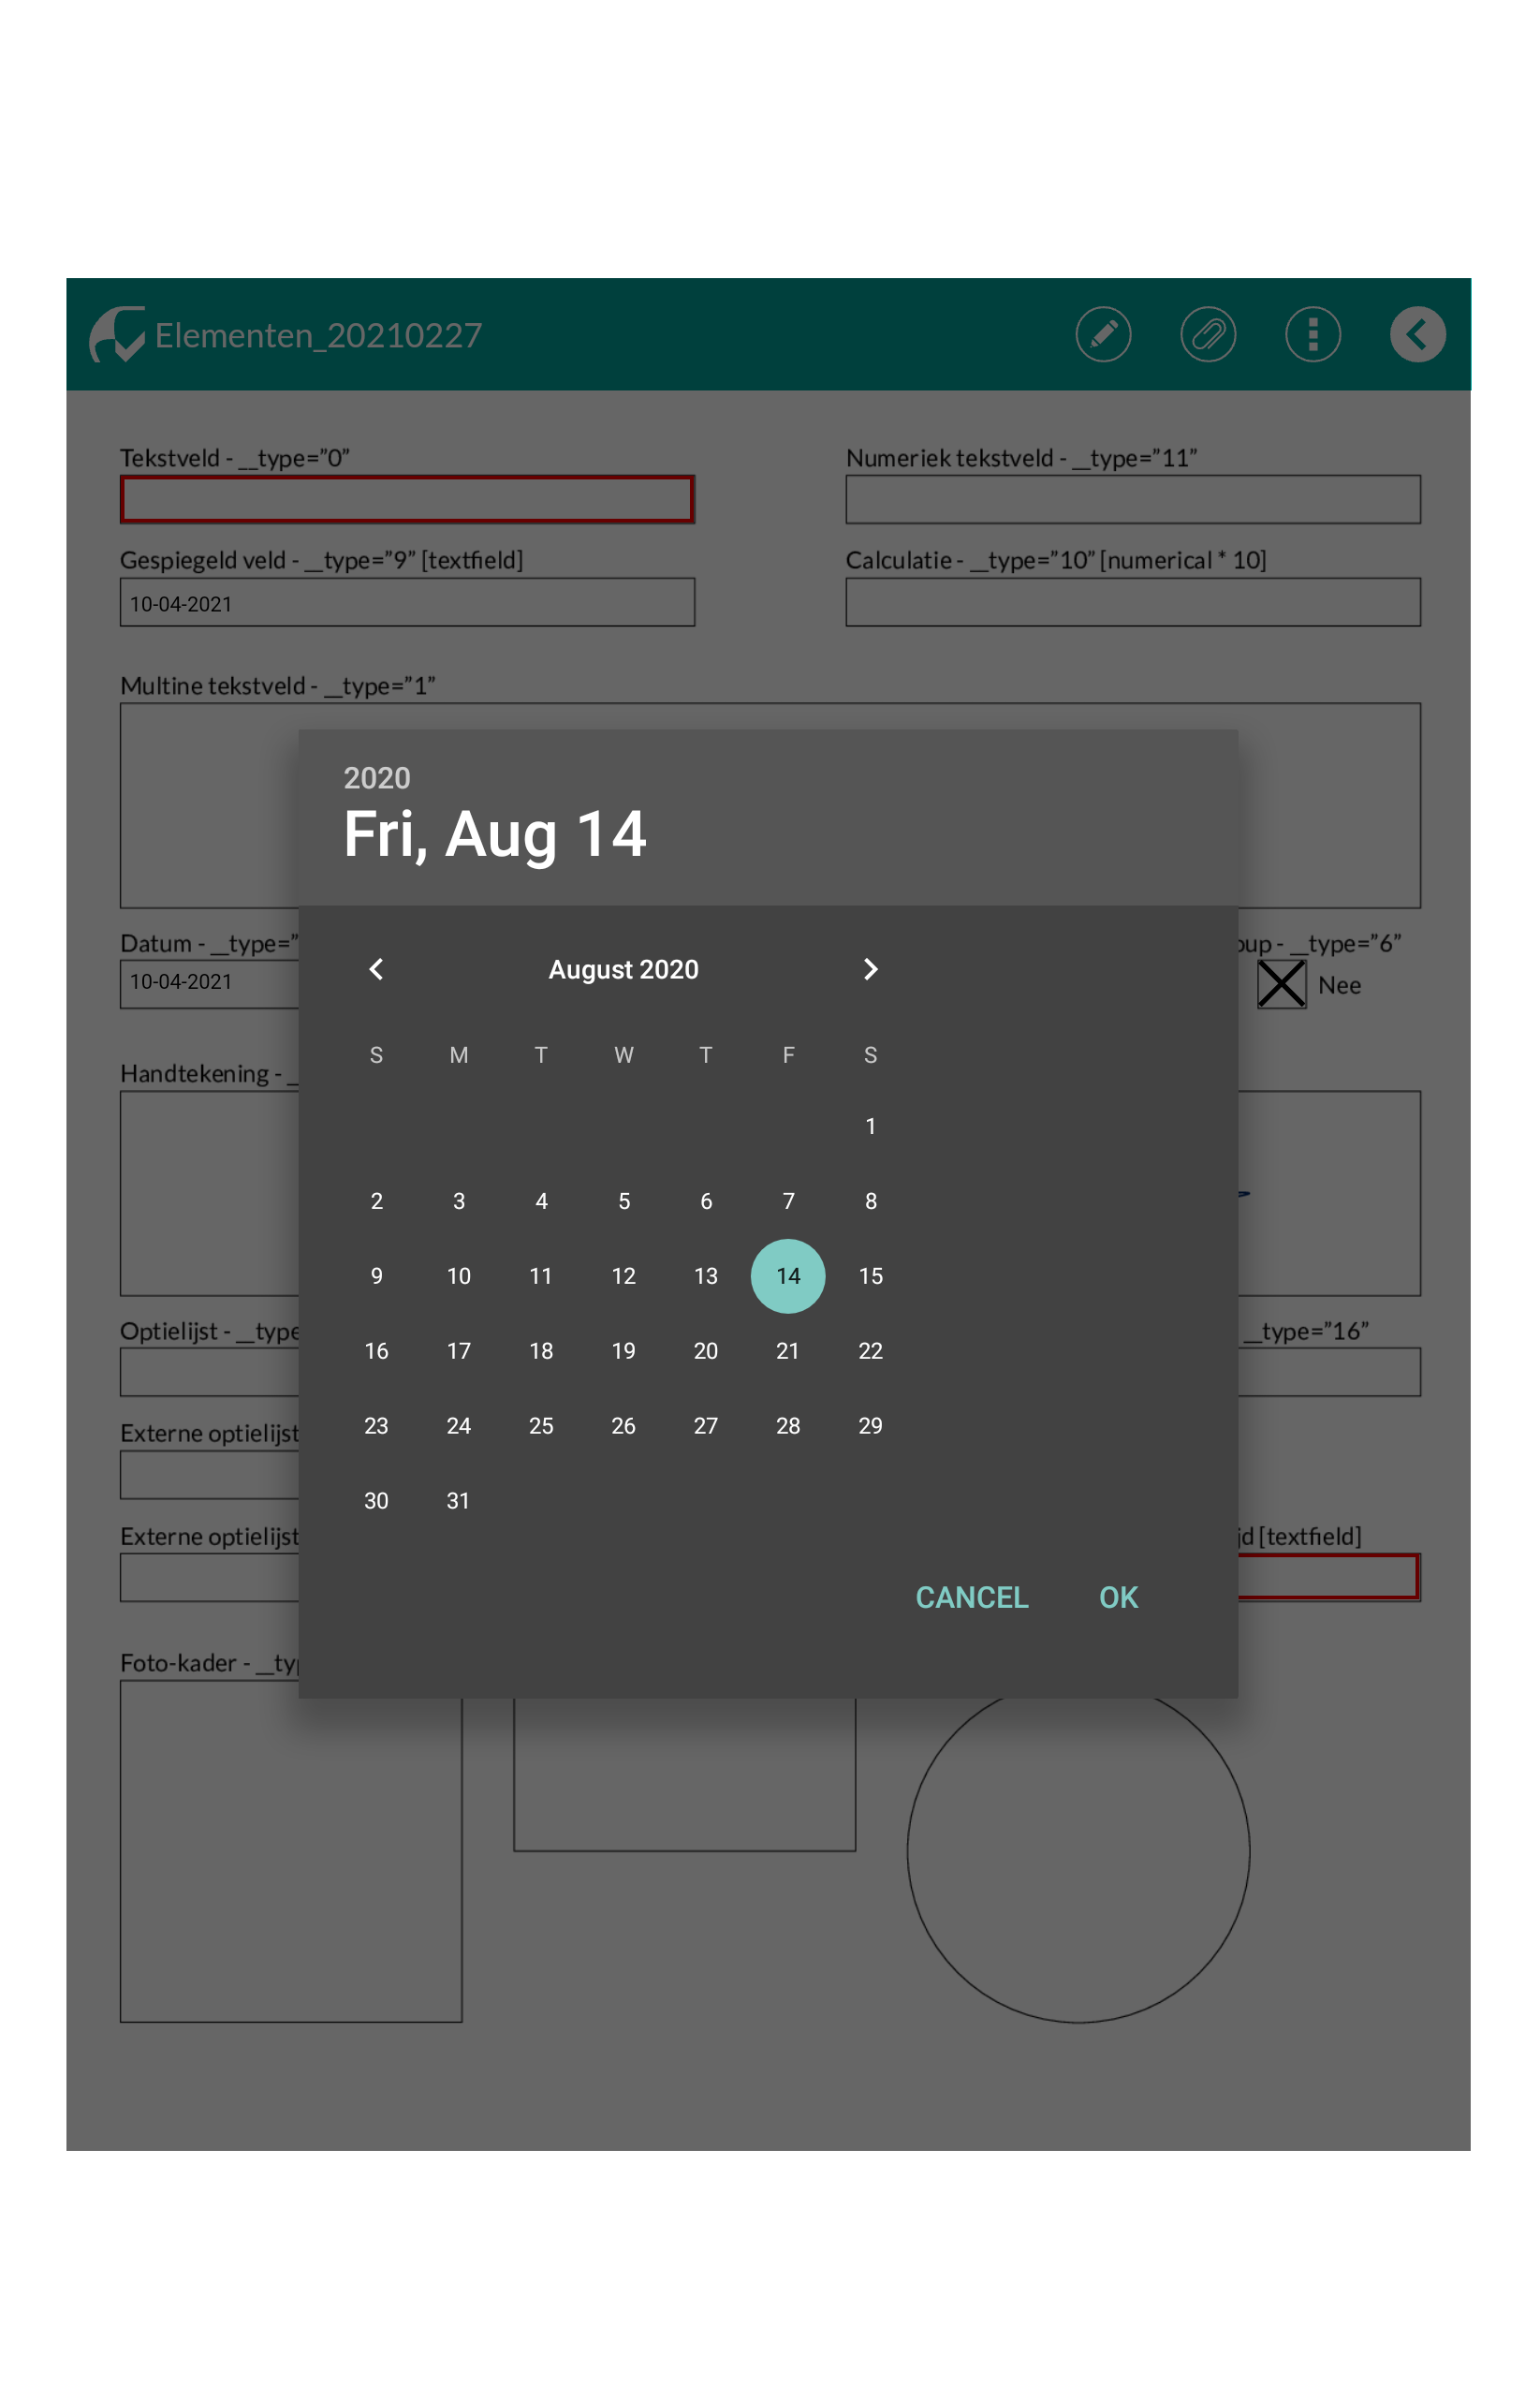 Elementen_20210227
Tekstveld - __type="0"
Numeriek tekstveld - __type="11"
Gespiegeld veld - __type="9" [textfield]
Calculatie - __type="10" [numerical * 10]
10-04-2021
Multine tekstveld - __type="1"
2020
Fri, Aug 14
Datum - __type="
oup - __type="6"
10-04-2021
Nee
August 2020
S M T W T F S
Handtekening - _
1
2 3 4 5 6 7 8
9 10 11 12 13 14 15
Optielijst - __type
__type="16"
16 17 18 19 20 21 22
23 24 25 26 27 28 29
Externe optielijst
30 31
Externe optielijst
jd [textfield]
CANCEL OK
Foto-kader - __ty